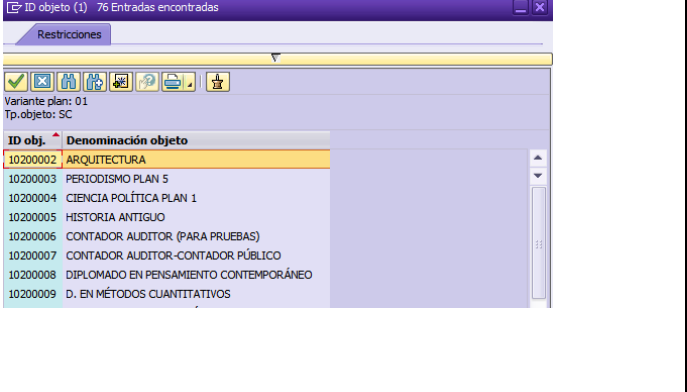 ID objeto (1) 76 Entradas encontradas
Restricciones
Variante plan: 01
Tp.objeto: SC
ID obj. Denominación objeto
10200002 ARQUITECTURA
10200003 PERIODISMO PLAN 5
10200004 CIENCIA POLÍTICA PLAN 1
10200005 HISTORIA ANTIGUO
10200006 CONTADOR AUDITOR (PARA PRUEBAS)
10200007 CONTADOR AUDITOR-CONTADOR PÚBLICO
10200008 DIPLOMADO EN PENSAMIENTO CONTEMPORÁNEO
10200009 D. EN MÉTODOS CUANTITATIVOS